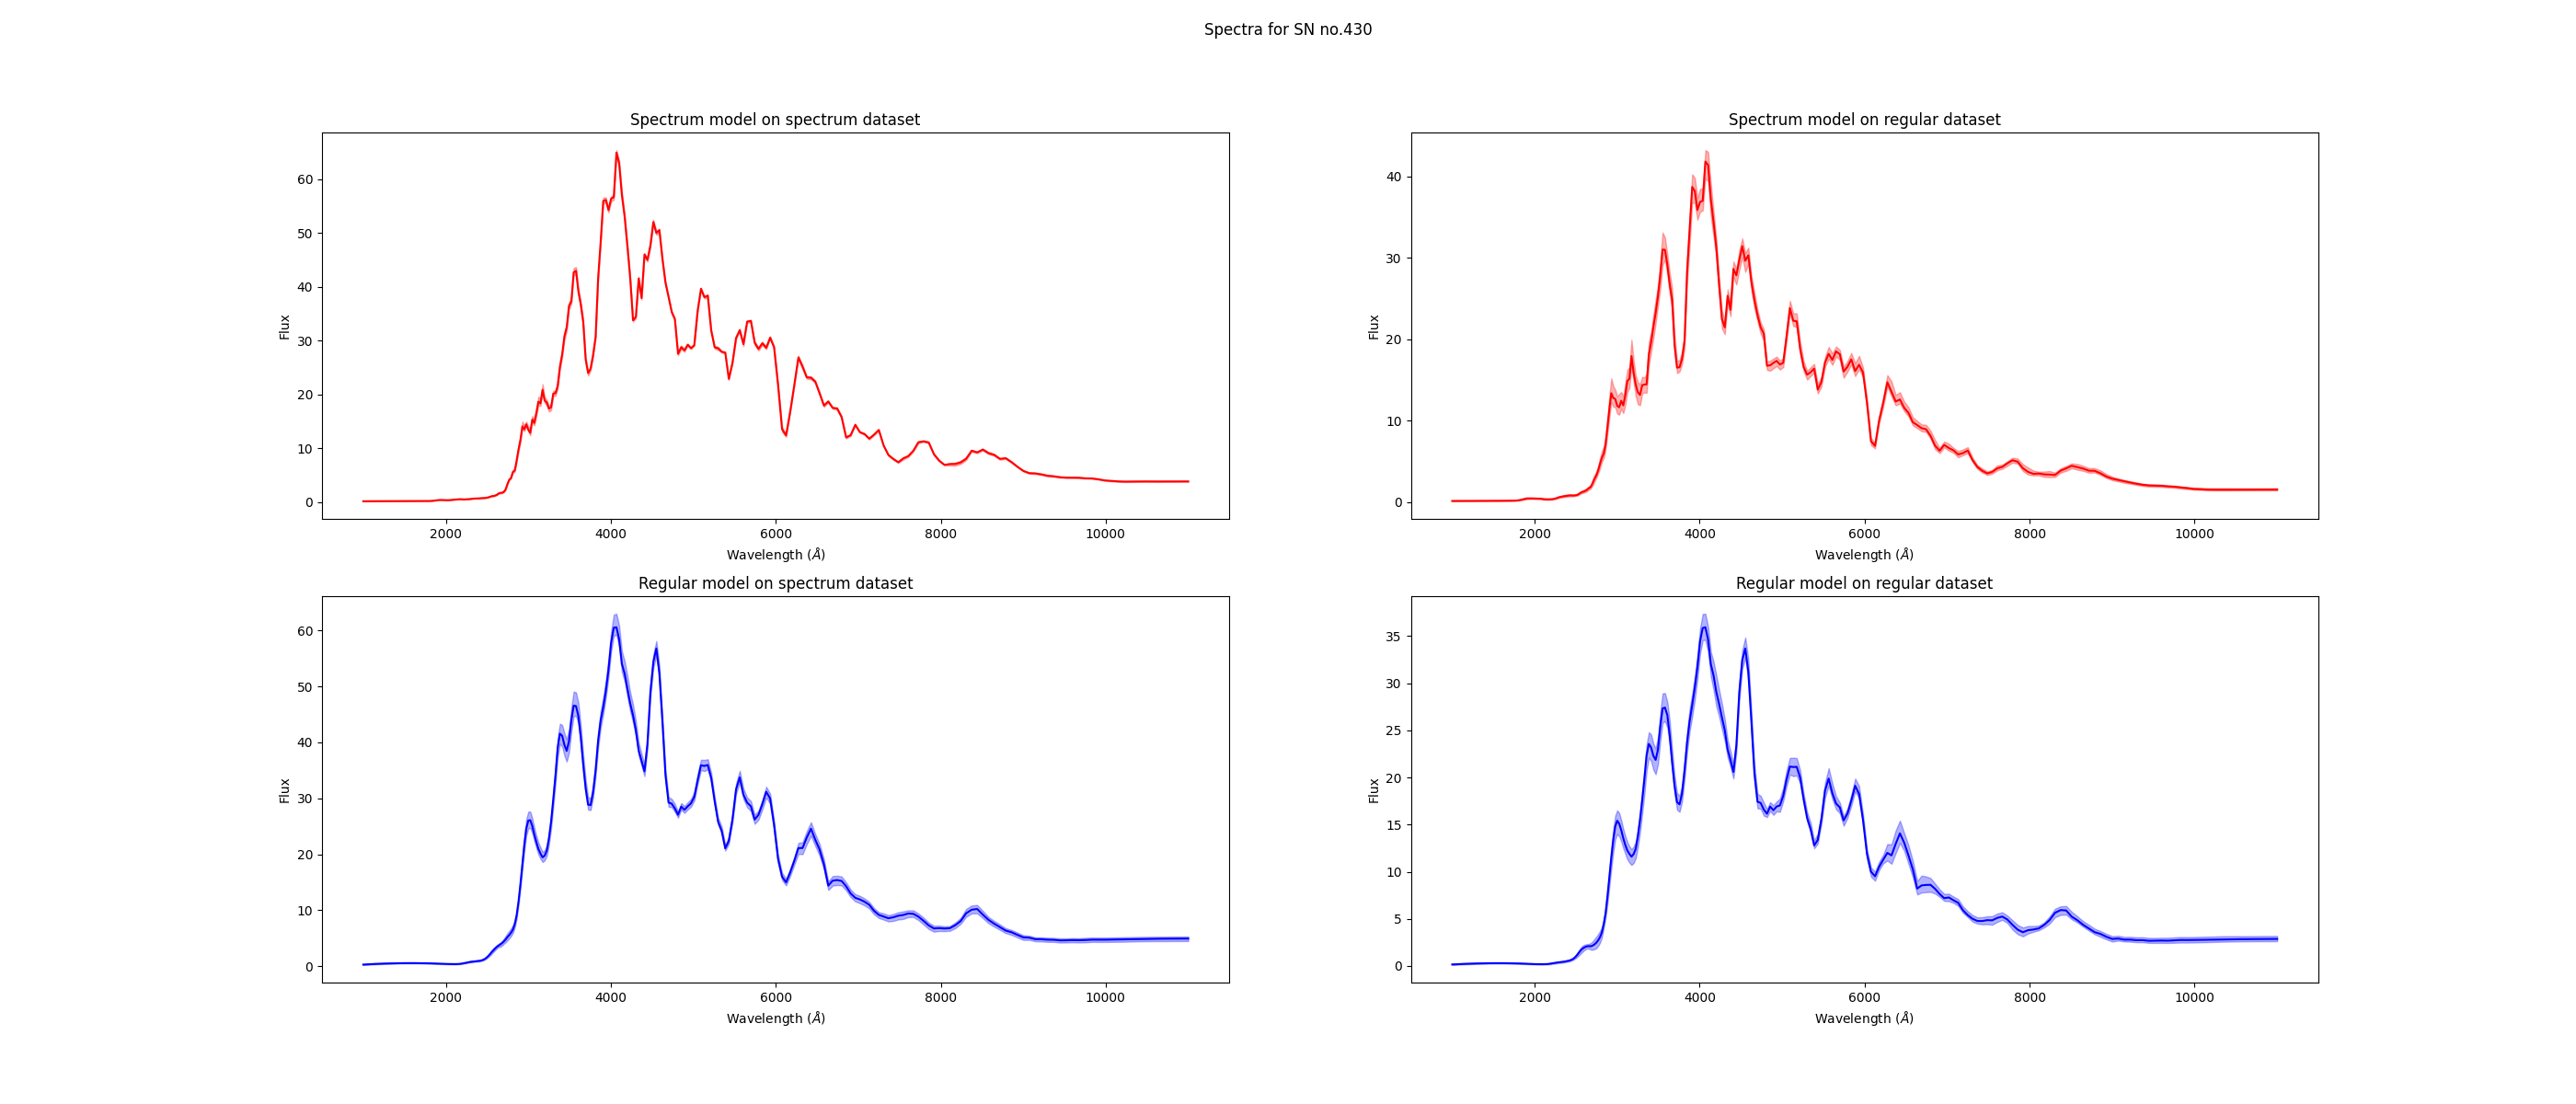 Spectra for SN no.430
Spectrum model on spectrum dataset
60
50
40
30
20
10
0
Flux
2000 4000 6000 8000 10000
Wavelength (Å)
Spectrum model on regular dataset
40
30
20
10
0
Flux
2000 4000 6000 8000 10000
Wavelength (Å)
Regular model on spectrum dataset
60
50
40
30
20
10
0
Flux
2000 4000 6000 8000 10000
Wavelength (Å)
Regular model on regular dataset
35
30
25
20
15
10
5
0
Flux
2000 4000 6000 8000 10000
Wavelength (Å)